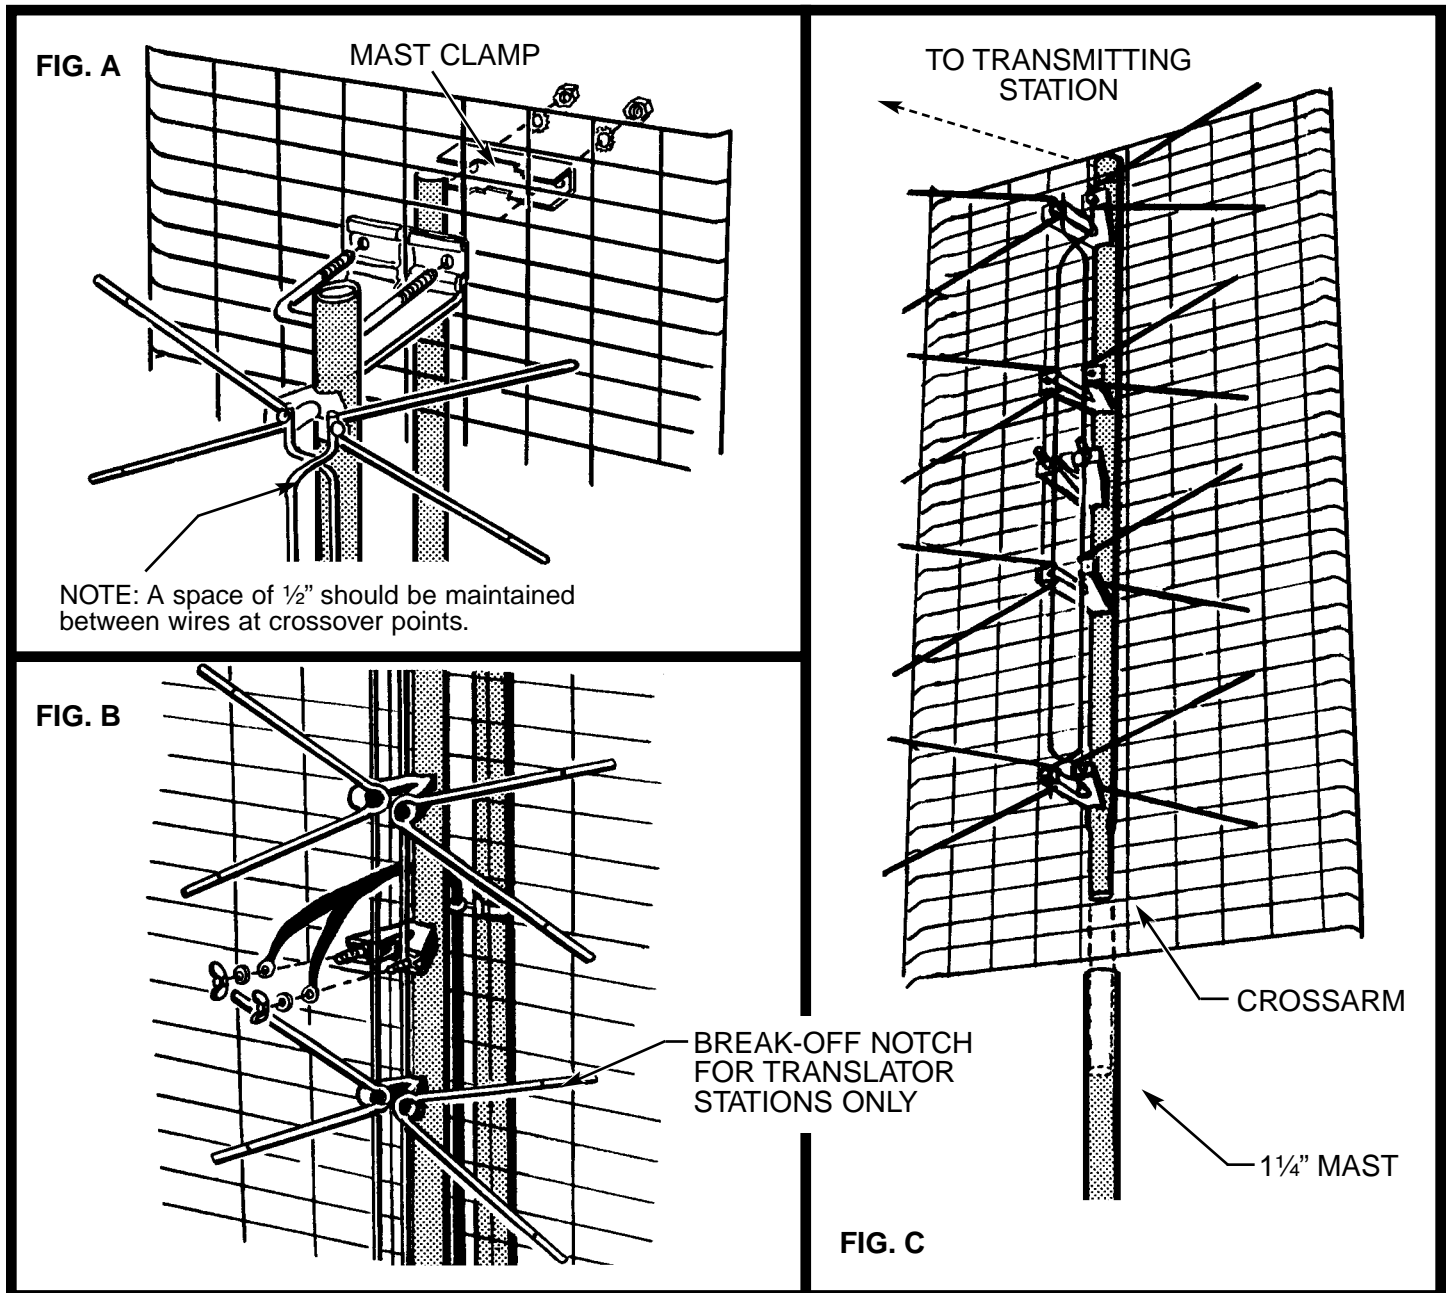 FIG. A
MAST CLAMP
NOTE: A space of ½” should be maintained
between wires at crossover points.
FIG. B
BREAK-OFF NOTCH
FOR TRANSLATOR
STATIONS ONLY
TO TRANSMITTING
STATION
CROSSARM
1¼” MAST
FIG. C